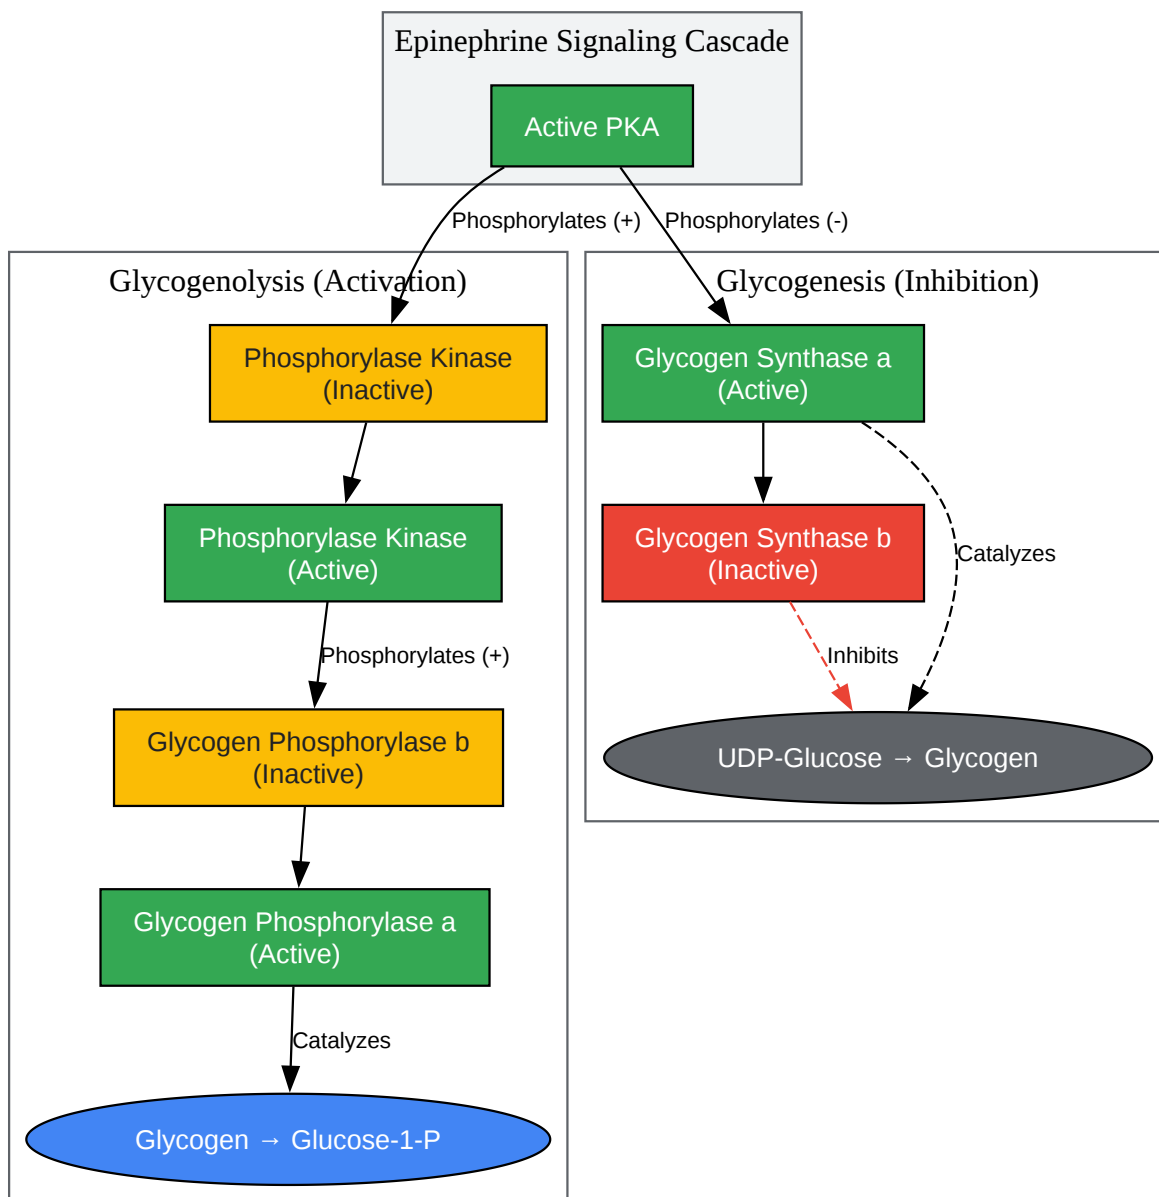 Epinephrine Signaling Cascade
Active PKA
Phosphorylates (+)
Phosphorylates (-)
Glycogenolysis (Activation)
Phosphorylase Kinase
(Inactive)
Phosphorylase Kinase
(Active)
Phosphorylates (+)
Glycogen Phosphorylase b
(Inactive)
Glycogen Phosphorylase a
(Active)
Catalyzes
Glycogen → Glucose-1-P
Glycogenesis (Inhibition)
Glycogen Synthase a
(Active)
Glycogen Synthase b
(Inactive)
Catalyzes
Inhibits
UDP-Glucose → Glycogen